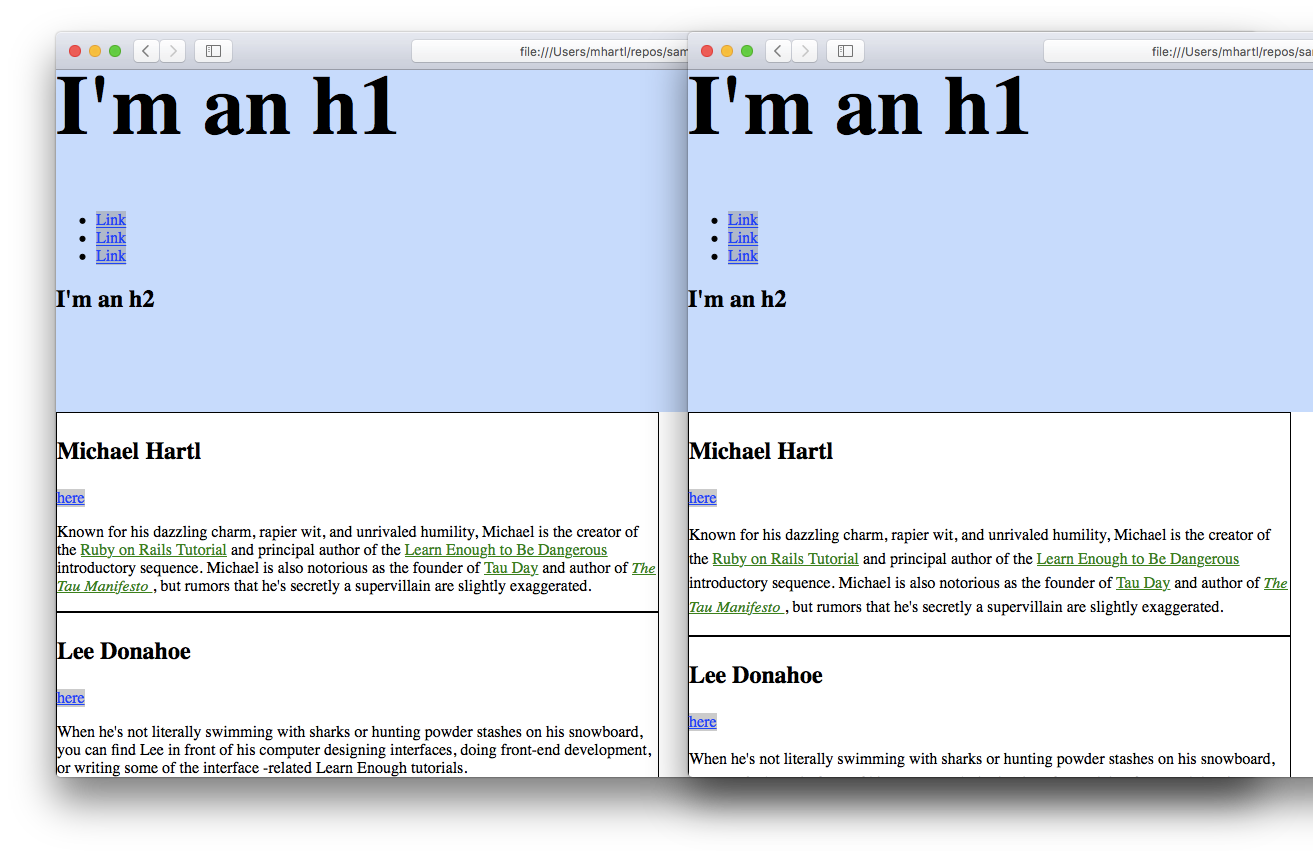 file:///Users/mhartl/repos/sam
I'm an h1
Link
Link
Link
I'm an h2
Michael Hartl
here
Known for his dazzling charm, rapier wit, and unrivaled humility, Michael is the creator of
the Ruby on Rails Tutorial and principal author of the Learn Enough to Be Dangerous
introductory sequence. Michael is also notorious as the founder of Tau Day and author of The
Tau Manifesto , but rumors that he's secretly a supervillain are slightly exaggerated.
Lee Donahoe
here
When he's not literally swimming with sharks or hunting powder stashes on his snowboard,
you can find Lee in front of his computer designing interfaces, doing front-end development,
or writing some of the interface -related Learn Enough tutorials.
file:///Users/mhartl/repos/sa
I'm an h1
Link
Link
Link
I'm an h2
Michael Hartl
here
Known for his dazzling charm, rapier wit, and unrivaled humility, Michael is the creator of
the Ruby on Rails Tutorial and principal author of the Learn Enough to Be Dangerous
introductory sequence. Michael is also notorious as the founder of Tau Day and author of The
Tau Manifesto , but rumors that he's secretly a supervillain are slightly exaggerated.
Lee Donahoe
here
When he's not literally swimming with sharks or hunting powder stashes on his snowboard,